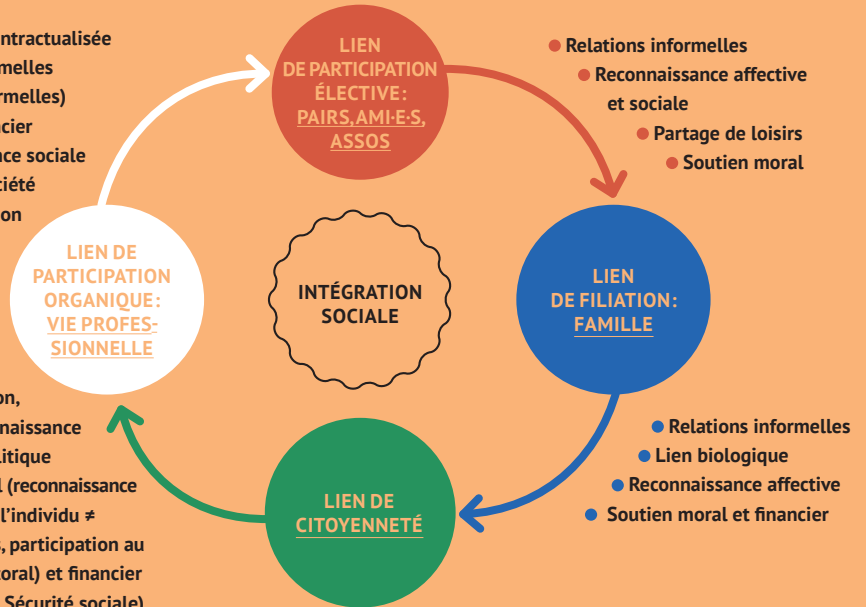 ntractualisée
melles
rmelles)
cier
ce sociale
iété
on
LIEN
DE PARTICIPATION
ÉLECTIVE :
PAIRS, AMI·E·S,
ASSOS
Relations informelles
Reconnaissance affective
et sociale
Partage de loisirs
Soutien moral
LIEN DE
PARTICIPATION
ORGANIQUE :
VIE PROFES-
SIONNELLE
INTÉGRATION
SOCIALE
LIEN
DE FILIATION :
FAMILLE
on,
naissance
itique
l (reconnaissance
l'individu ≠
s, participation au
oral) et financier
Sécurité sociale)
LIEN DE
CITOYENNETÉ
Relations informelles
Lien biologique
Reconnaissance affective
Soutien moral et financier